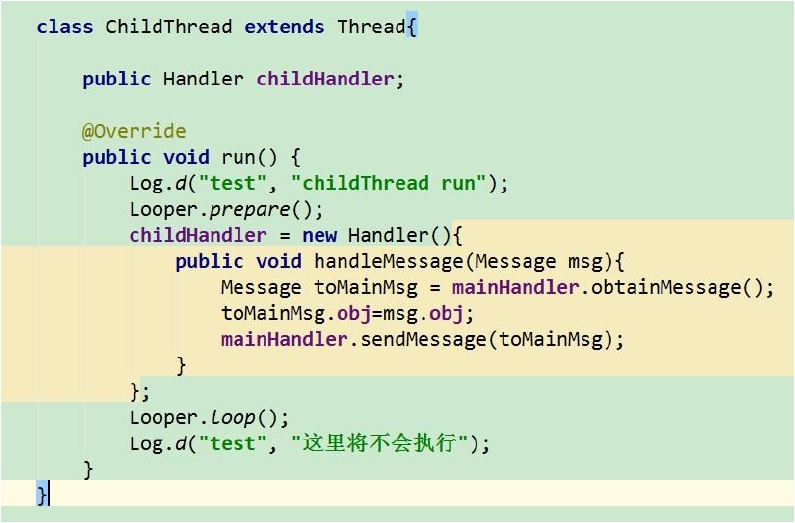 class ChildThread extends Thread{
public Handler childHandler;
@Override
public void run() {
Log.d("test", "childThread run");
Looper.prepare();
childHandler = new Handler(){
public void handleMessage(Message msg){
Message toMainMsg = mainHandler.obtainMessage();
toMainMsg.obj=msg.obj;
mainHandler.sendMessage(toMainMsg);
}
};
Looper.loop();
Log.d("test", "这里将不会执行");
}
}